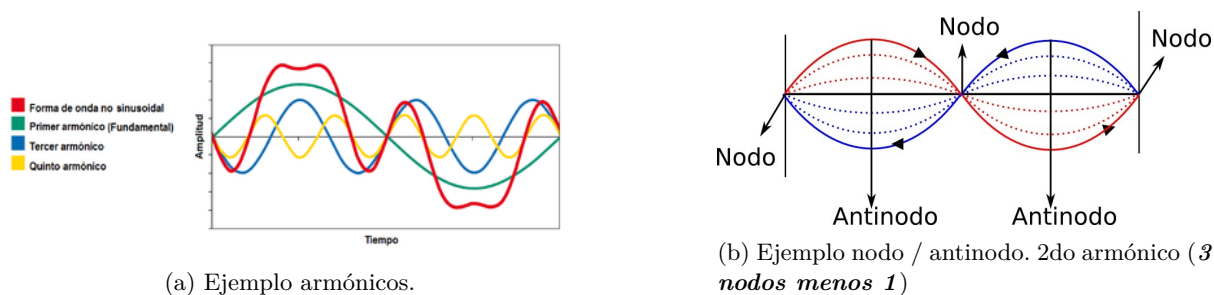 Forma de onda no sinusoidal
Primer armónico (Fundamental)
Tercer armónico
Quinto armónico
Amplitud
Tiempo
(a) Ejemplo armónicos.
Nodo
Nodo
Nodo
Antinodo
Antinodo
(b) Ejemplo nodo / antinodo. 2do armónico (3
nodos menos 1)